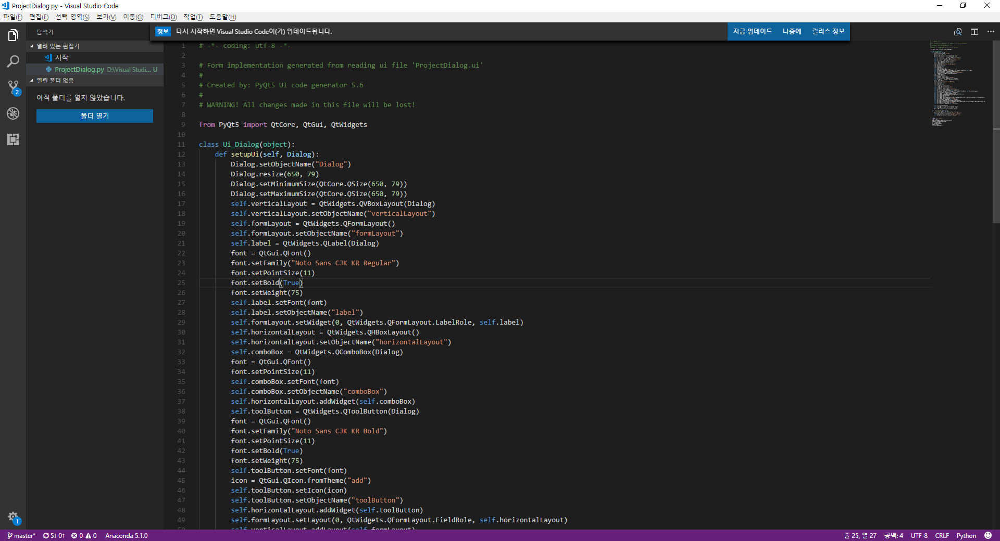 ProjectDialog.py - Visual Studio Code
파일(F) 편집(E) 선택 영역(S) 보기(V) 이동(G) 디버그(D) 작업(T) 도움말(H)
탐색기
정보 다시 시작하면 Visual Studio Code이(가) 업데이트됩니다. 지금 업데이트 나중에 릴리스 정보
열려 있는 편집기
시작
ProjectDialog.py D:\Visual Studi... U
열린 폴더 없음
아직 폴더를 열지 않았습니다.
폴더 열기
2
1
1 # -*- coding: utf-8 -*-
2
3 # Form implementation generated from reading ui file 'ProjectDialog.ui'
4 #
5 # Created by: PyQt5 UI code generator 5.6
6 #
7 # WARNING! All changes made in this file will be lost!
8
9 from PyQt5 import QtCore, QtGui, QtWidgets
10
11 class Ui_Dialog(object):
12     def setupUi(self, Dialog):
13         Dialog.setObjectName("Dialog")
14         Dialog.resize(650, 79)
15         Dialog.setMinimumSize(QtCore.QSize(650, 79))
16         Dialog.setMaximumSize(QtCore.QSize(650, 79))
17         self.verticalLayout = QtWidgets.QVBoxLayout(Dialog)
18         self.verticalLayout.setObjectName("verticalLayout")
19         self.formLayout = QtWidgets.QFormLayout()
20         self.formLayout.setObjectName("formLayout")
21         self.label = QtWidgets.QLabel(Dialog)
22         font = QtGui.QFont()
23         font.setFamily("Noto Sans CJK KR Regular")
24         font.setPointSize(11)
25         font.setBold(True)
26         font.setWeight(75)
27         self.label.setFont(font)
28         self.label.setObjectName("label")
29         self.formLayout.setWidget(0, QtWidgets.QFormLayout.LabelRole, self.label)
30         self.horizontalLayout = QtWidgets.QHBoxLayout()
31         self.horizontalLayout.setObjectName("horizontalLayout")
32         self.comboBox = QtWidgets.QComboBox(Dialog)
33         font = QtGui.QFont()
34         font.setPointSize(11)
35         self.comboBox.setFont(font)
36         self.comboBox.setObjectName("comboBox")
37         self.horizontalLayout.addWidget(self.comboBox)
38         self.toolButton = QtWidgets.QToolButton(Dialog)
39         font = QtGui.QFont()
40         font.setFamily("Noto Sans CJK KR Bold")
41         font.setPointSize(11)
42         font.setBold(True)
43         font.setWeight(75)
44         self.toolButton.setFont(font)
45         icon = QtGui.QIcon.fromTheme("add")
46         self.toolButton.setIcon(icon)
47         self.toolButton.setObjectName("toolButton")
48         self.horizontalLayout.addWidget(self.toolButton)
49         self.formLayout.setLayout(0, QtWidgets.QFormLayout.FieldRole, self.horizontalLayout)
50         self.verticalLayout.addLayout(self.formLayout)
master* 5↓ 0↑ 0 0 Anaconda 5.1.0 줄 25, 열 27 공백: 4 UTF-8 CRLF Python